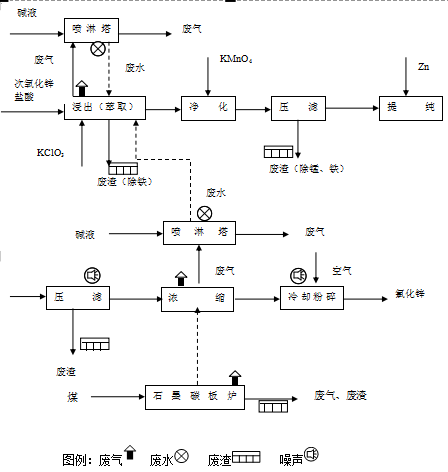 碱液
喷淋塔
废气
废气
废水
KMnO₄
Zn
次氧化锌
盐酸
浸出（萃取）
净化
压滤
提纯
KClO₃
废渣（除铁）
废渣（除锰、铁）
废水
碱液
喷淋塔
废气
废气
空气
压滤
浓缩
冷却粉碎
氯化锌
废渣
煤
石墨碳板炉
废气、废渣
图例：废气 废水 废渣 噪声